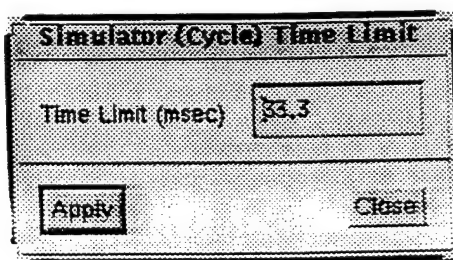 Simulator (Cycle) Time Limit
Time Limit (msec) 33.3
Apply Close